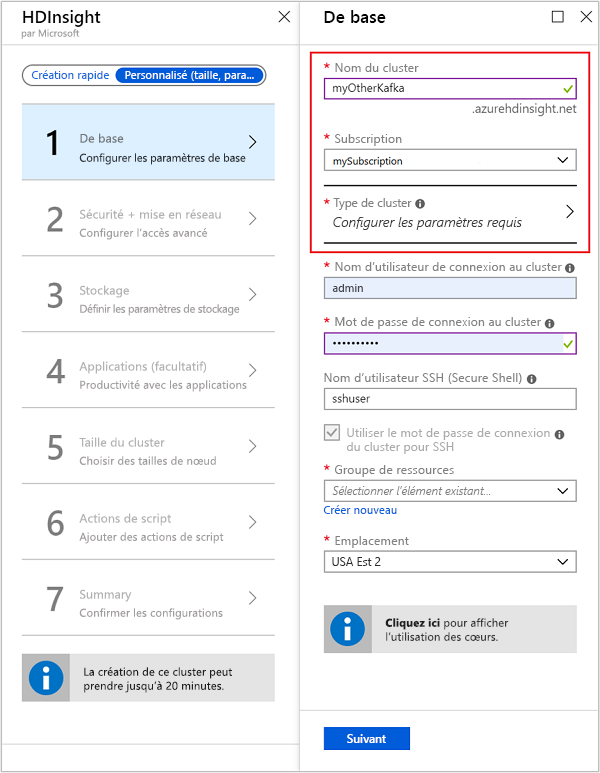 HDInsight
par Microsoft
Création rapide
Personnalisé (taille, para...
1
De base
Configurer les paramètres de base
2
Sécurité + mise en réseau
Configurer l'accès avancé
3
Stockage
Définir les paramètres de stockage
4
Applications (facultatif)
Productivité avec les applications
5
Taille du cluster
Choisir des tailles de nœud
6
Actions de script
Ajouter des actions de script
7
Summary
Confirmer les configurations
La création de ce cluster peut
prendre jusqu'à 20 minutes.
De base
* Nom du cluster
myOtherKafka
.azurehdinsight.net
* Subscription
mySubscription
* Type de cluster
Configurer les paramètres requis
* Nom d'utilisateur de connexion au cluster
admin
* Mot de passe de connexion au cluster
••••••••••
Nom d'utilisateur SSH (Secure Shell)
sshuser
Utiliser le mot de passe de connexion
du cluster pour SSH
* Groupe de ressources
Sélectionner l'élément existant...
Créer nouveau
* Emplacement
USA Est 2
Cliquez ici pour afficher
l'utilisation des cœurs.
Suivant